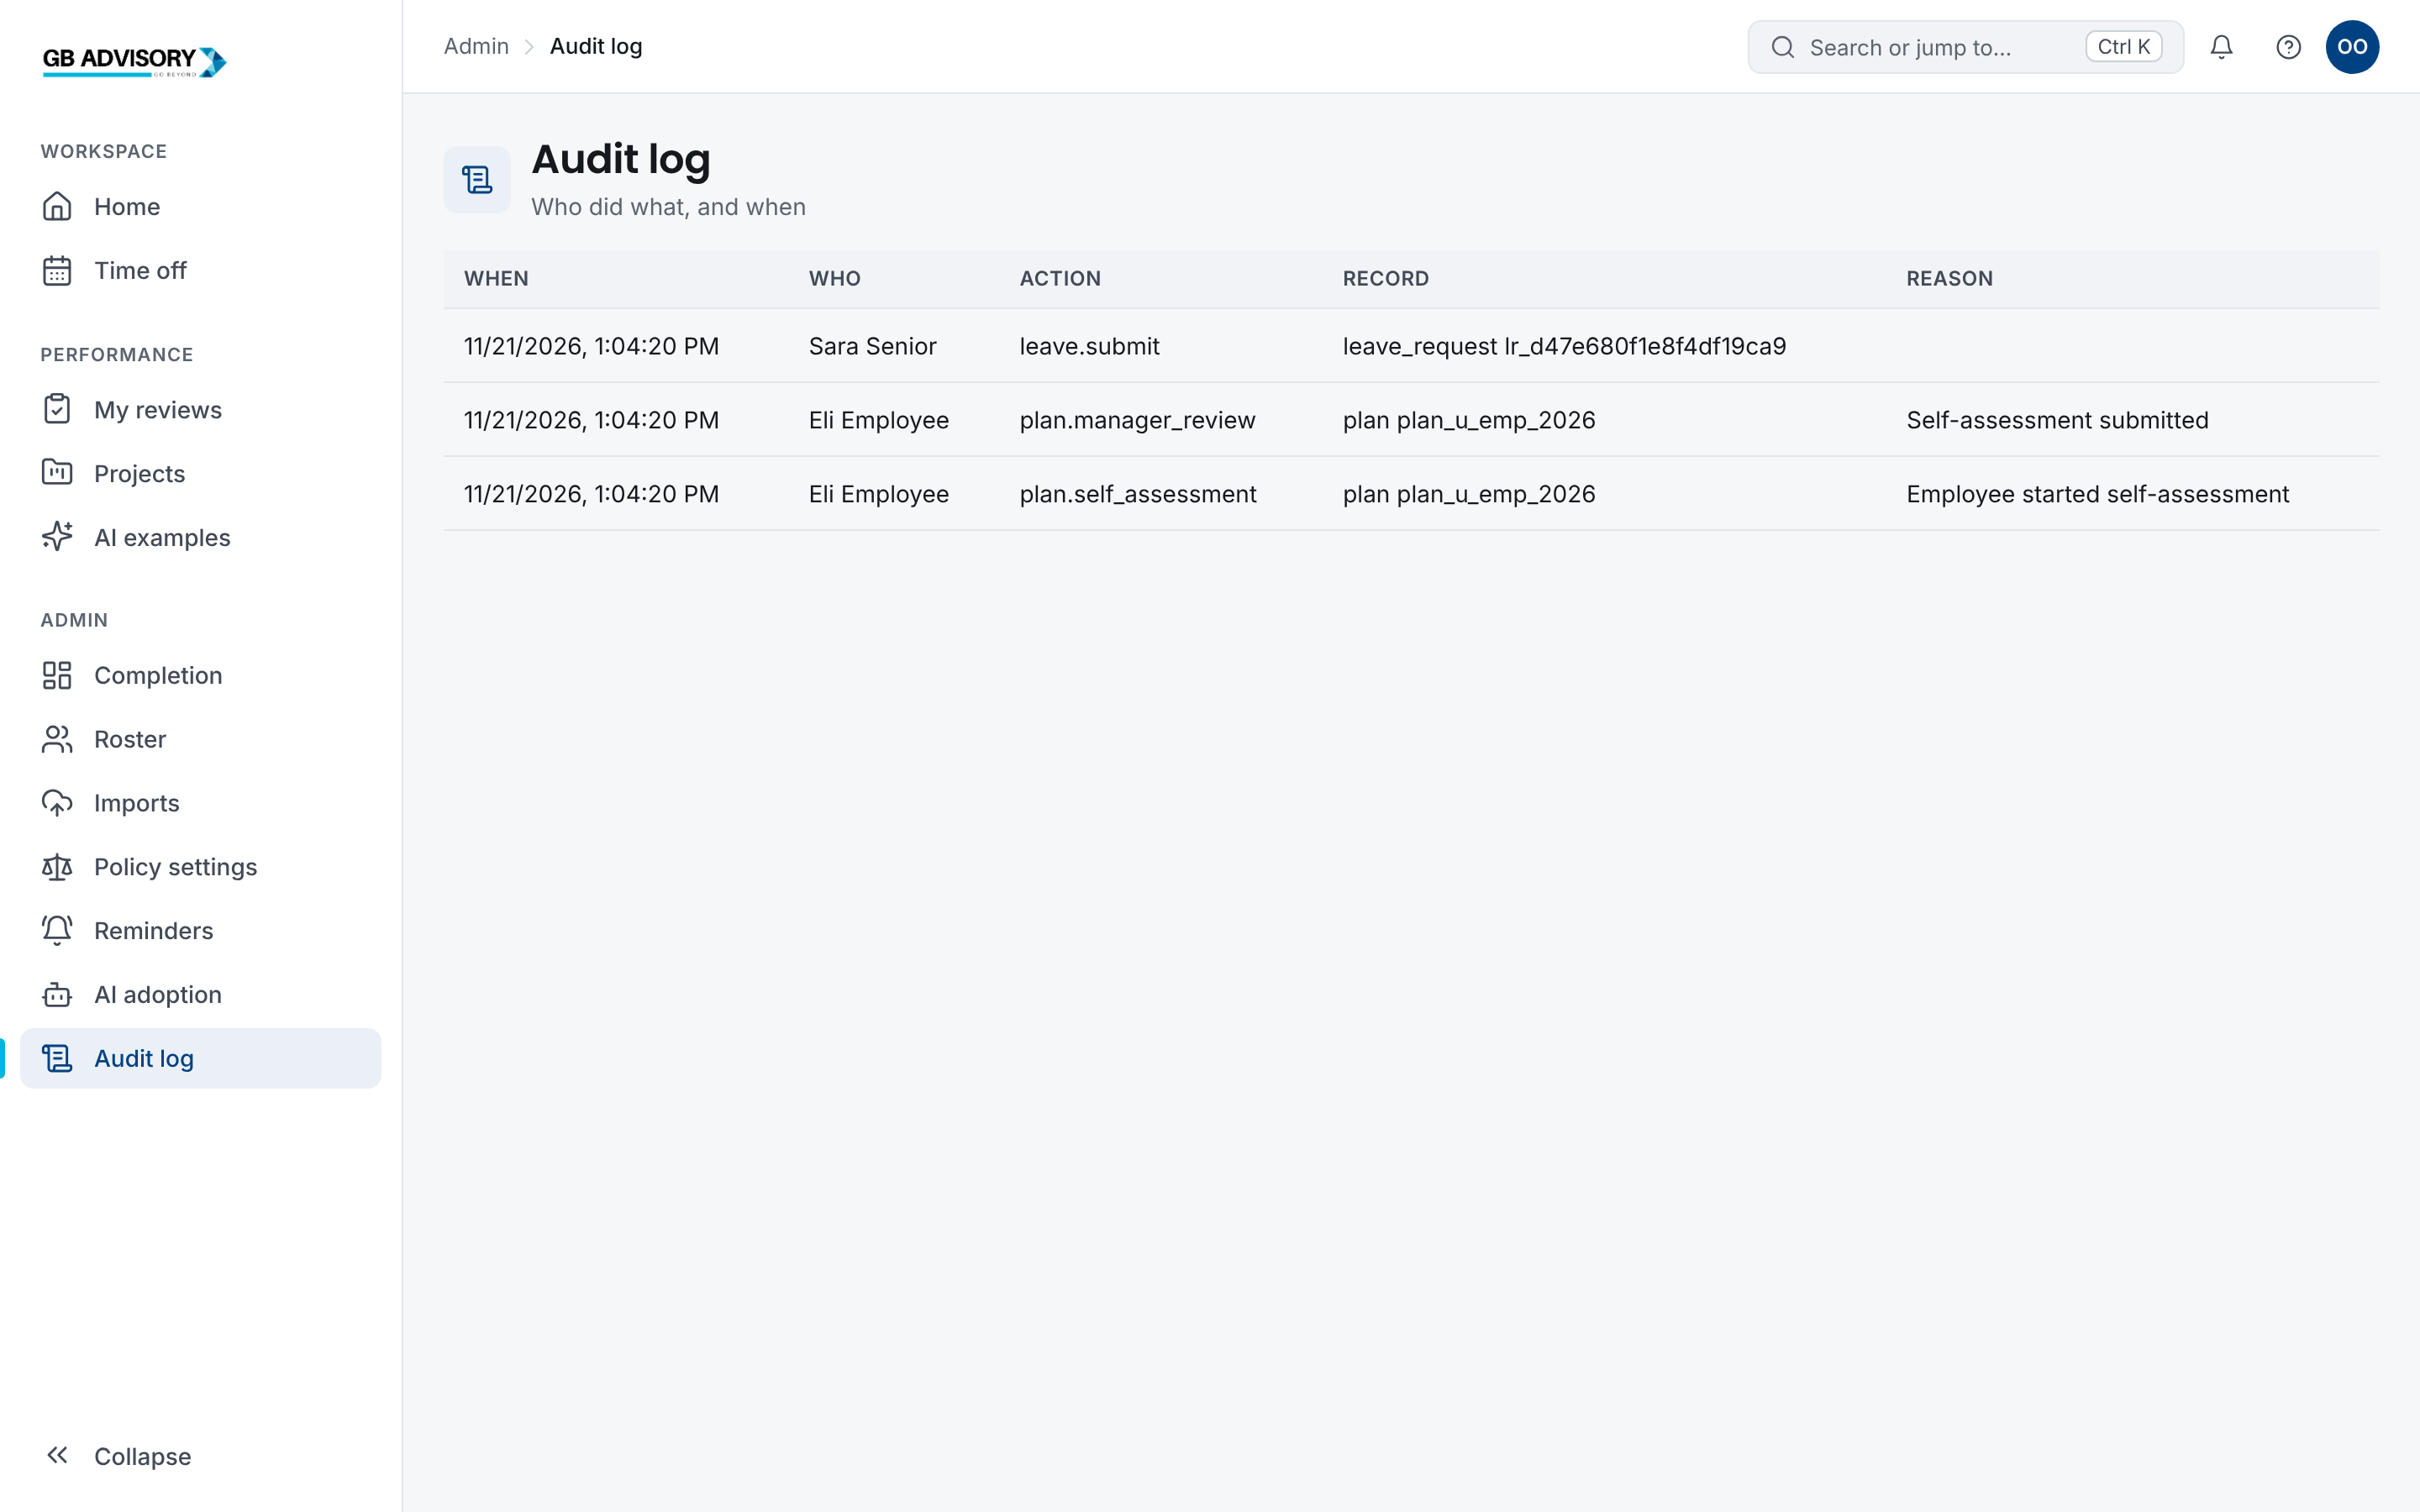 GB ADVISORY
GO BEYOND
WORKSPACE
Home
Time off
PERFORMANCE
My reviews
Projects
AI examples
ADMIN
Completion
Roster
Imports
Policy settings
Reminders
AI adoption
Audit log
Collapse
Admin > Audit log
Search or jump to... Ctrl K
OO
Audit log
Who did what, and when
WHEN WHO ACTION RECORD REASON
11/21/2026, 1:04:20 PM Sara Senior leave.submit leave_request lr_d47e680f1e8f4df19ca9
11/21/2026, 1:04:20 PM Eli Employee plan.manager_review plan plan_u_emp_2026 Self-assessment submitted
11/21/2026, 1:04:20 PM Eli Employee plan.self_assessment plan plan_u_emp_2026 Employee started self-assessment